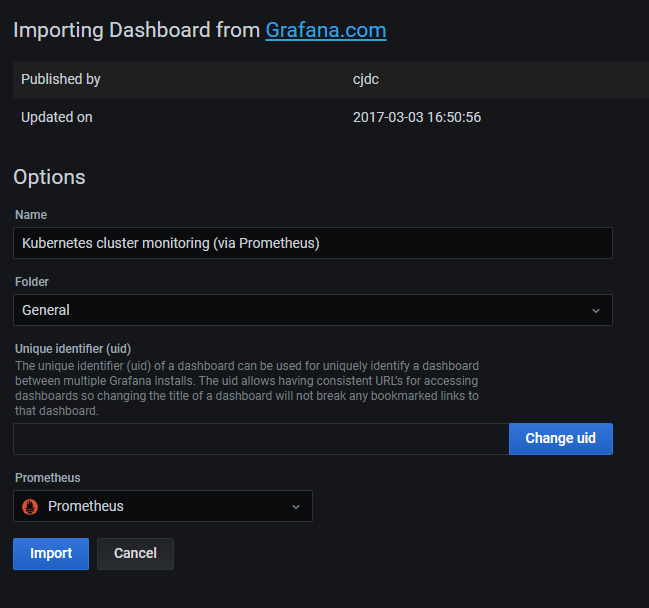 Importing Dashboard from Grafana.com
Published by cjdc
Updated on 2017-03-03 16:50:56
Options
Name
Kubernetes cluster monitoring (via Prometheus)
Folder
General
Unique identifier (uid)
The unique identifier (uid) of a dashboard can be used for uniquely identify a dashboard
between multiple Grafana installs. The uid allows having consistent URL's for accessing
dashboards so changing the title of a dashboard will not break any bookmarked links to
that dashboard.
Change uid
Prometheus
Prometheus
Import Cancel